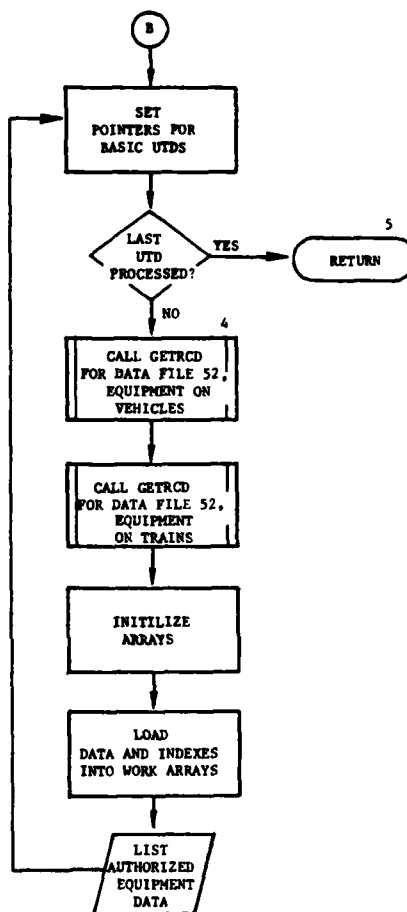 B
SET
POINTERS FOR
BASIC UTDS
LAST
UTD
PROCESSED?
YES
5
RETURN
NO
4
CALL GETRCD
FOR DATA FILE 52,
EQUIPMENT ON
VEHICLES
CALL GETRCD
FOR DATA FILE 52,
EQUIPMENT
ON TRAINS
INITILIZE
ARRAYS
LOAD
DATA AND INDEXES
INTO WORK ARRAYS
LIST
AUTHORIZED
EQUIPMENT
DATA